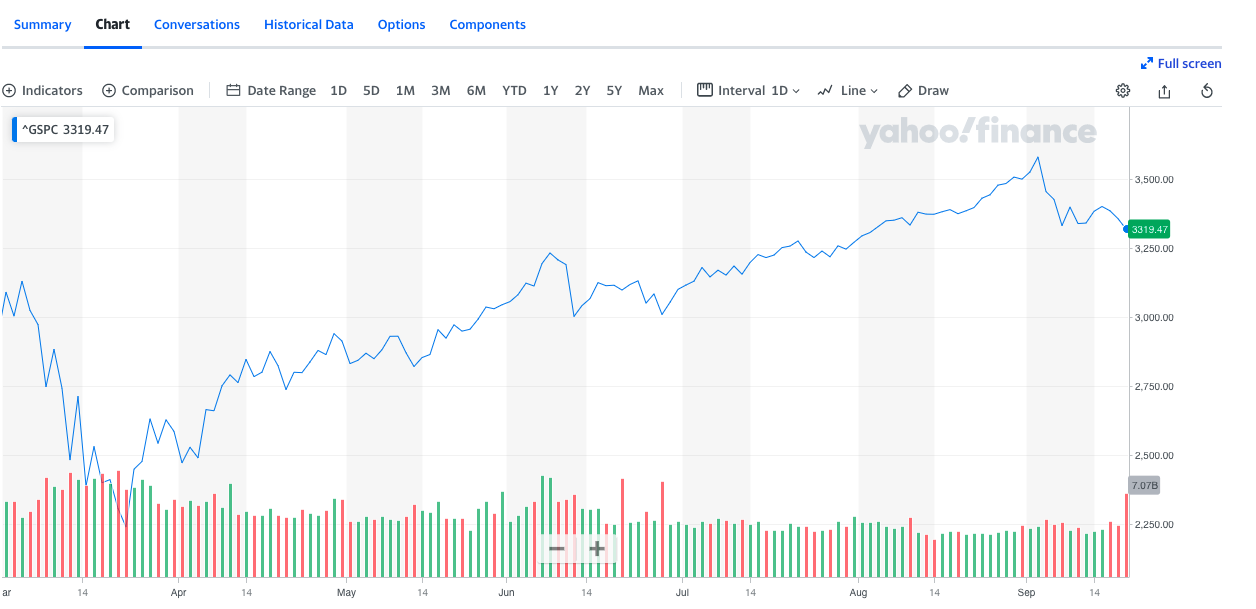 Summary Chart Conversations Historical Data Options Components
Full screen
Indicators Comparison Date Range 1D 5D 1M 3M 6M YTD 1Y 2Y 5Y Max Interval 1D Line Draw
^GSPC 3319.47
yahoo!finance
3,500.00
3319.47
3,250.00
3,000.00
2,750.00
2,500.00
7.07B
2,250.00
ar 14 Apr 14 May 14 Jun 14 Jul 14 Aug 14 Sep 14